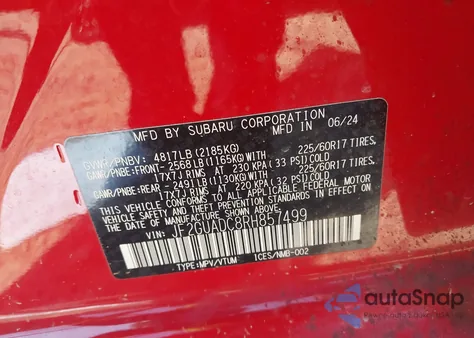 MFD BY SUBARU CORPORATION 06/24
GVWR/PNBV: 4817LB (2185KG)
GAWR/PNBE-FRONT - 2568LB(1165KG)WITH 225/60R17 TIRES,
17X7J RIMS AT 230 KPA (33 PSI)COLD
GAWR/PNBE-REAR - 2491LB(1130KG)WITH 225/60R17 TIRES,
17X7J RIMS AT 220 KPA (32 PSI)COLD
THIS VEHICLE CONFORMS TO ALL APPLICABLE FEDERAL MOTOR
VEHICLE SAFETY, BUMPER, AND THEFT PREVENTION STANDARDS
IN EFFECT ON THE DATE OF MANUFACTURE SHOWN ABOVE.
VIN: JF2GUADC8RH857499
TYPE:MPV/VTUM ICES/NMB-002
autoSnap